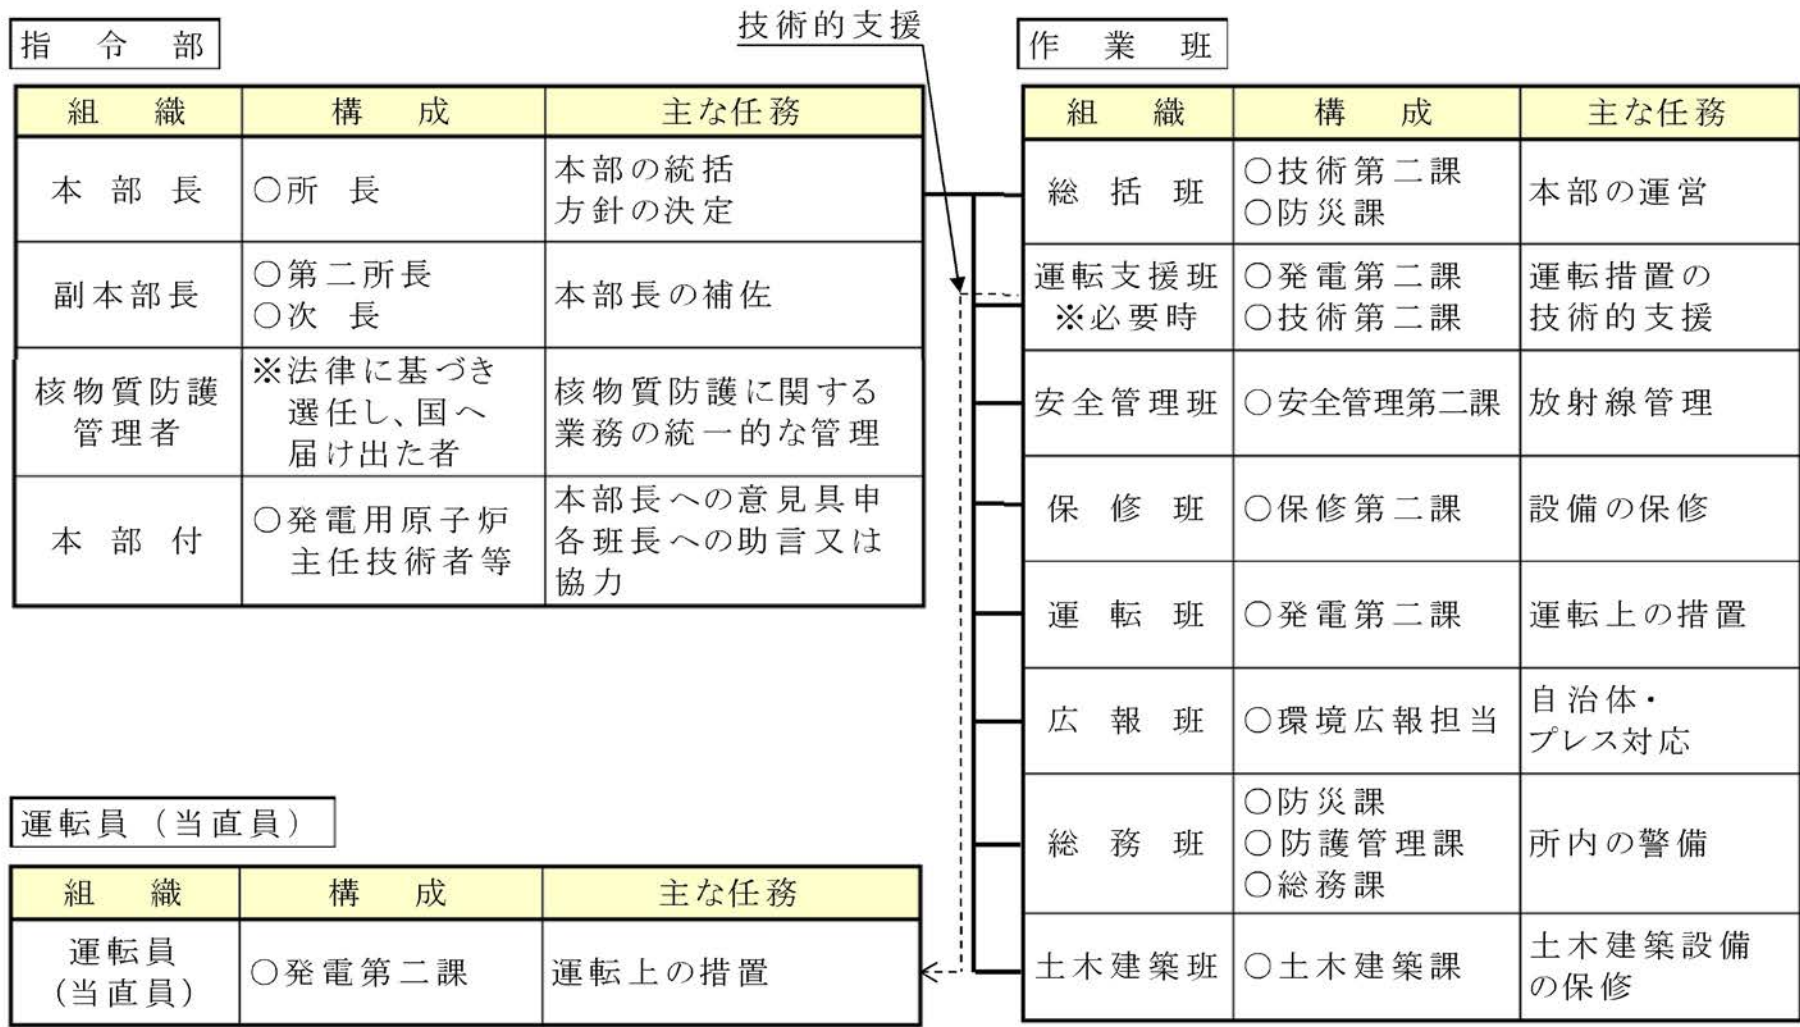 技術的支援
指 令 部
組 織 構 成 主な任務
本 部 長 ○所 長 本部の統括
方針の決定
副本部長 ○第二所長
○次 長 本部長の補佐
核物質防護
管理者 ※法律に基づき
選任し、国へ
届け出た者 核物質防護に関する
業務の統一的な管理
本 部 付 ○発電用原子炉
主任技術者等 本部長への意見具申
各班長への助言又は
協力
運転員（当直員）
組 織 構 成 主な任務
運転員
(当直員) ○発電第二課 運転上の措置
作 業 班
組 織 構 成 主な任務
総 括 班 ○技術第二課
○防災課 本部の運営
運転支援班
※必要時 ○発電第二課
○技術第二課 運転措置の
技術的支援
安全管理班 ○安全管理第二課 放射線管理
保 修 班 ○保修第二課 設備の保修
運 転 班 ○発電第二課 運転上の措置
広 報 班 ○環境広報担当 自治体・
プレス対応
総 務 班 ○防災課
○防護管理課
○総務課 所内の警備
土木建築班 ○土木建築課 土木建築設備
の保修